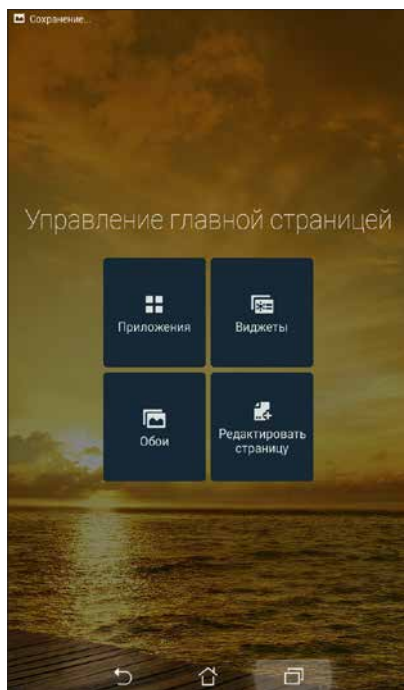 Сохранение...
Управление главной страницей
Приложения
Виджеты
Обои
Редактировать
страницу